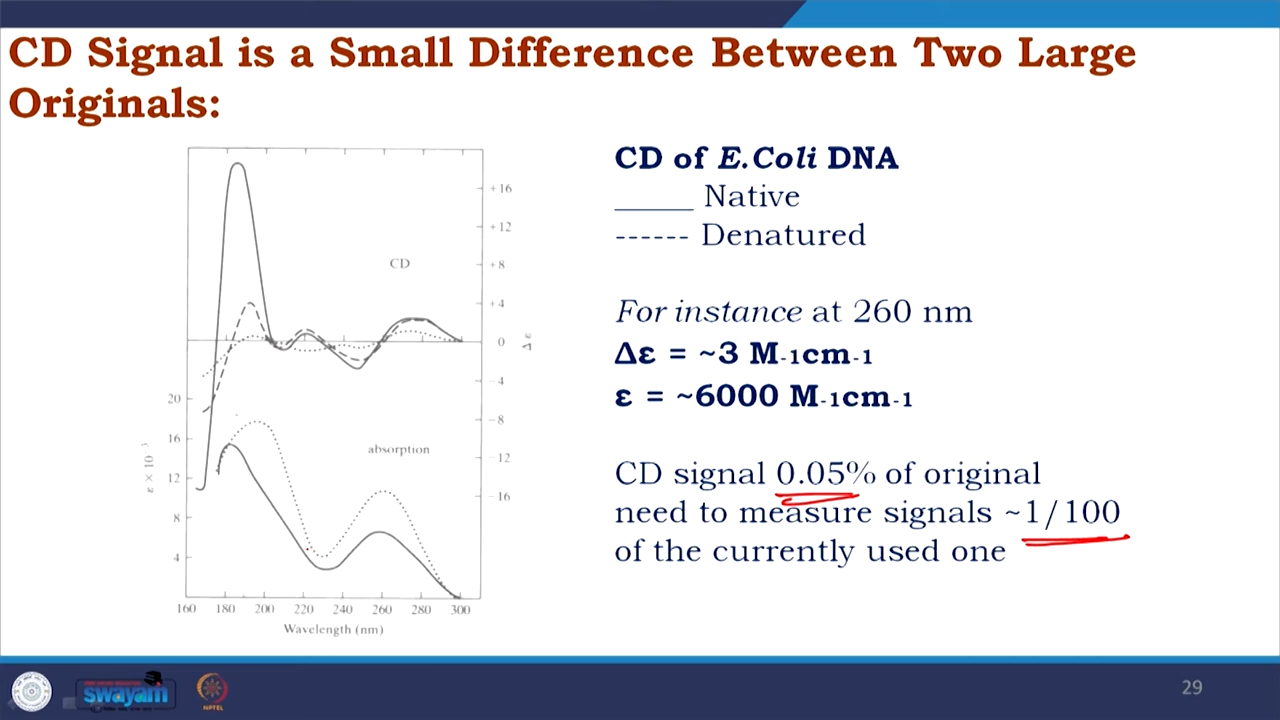 CD Signal is a Small Difference Between Two Large
Originals:
CD of E.Coli DNA
______ Native
------ Denatured
For instance at 260 nm
Δε = ~3 M-1cm-1
ε = ~6000 M-1cm-1
CD signal 0.05% of original
need to measure signals ~1/100
of the currently used one
+16
+12
CD
+8
+4
0
Δ ε
-4
20
-8
16
absorption
-12
12
-16
8
4
160 180 200 220 240 260 280 300
Wavelength (nm)
swayam
NPTEL
29